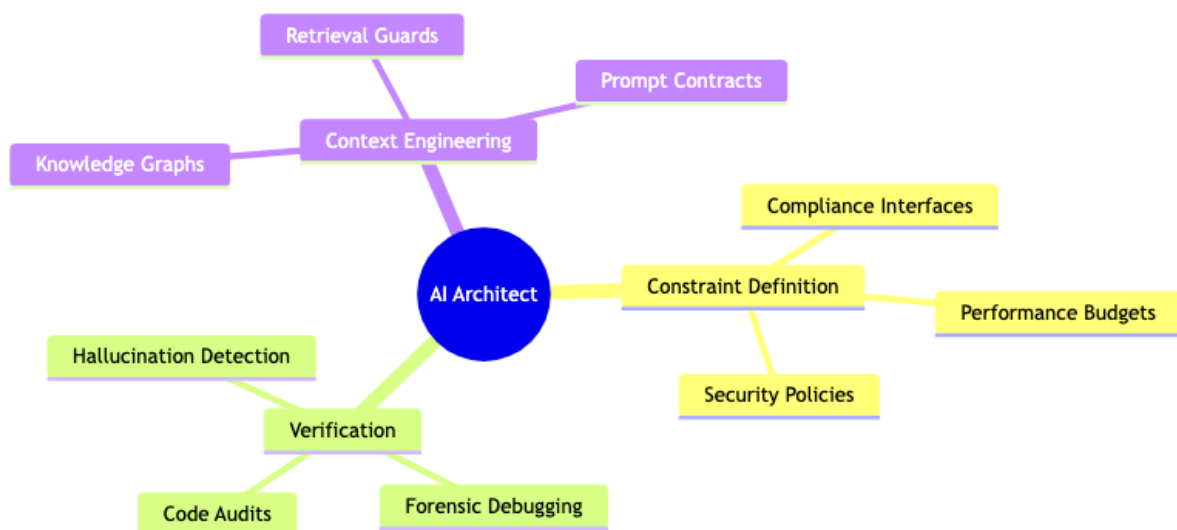 Retrieval Guards
Prompt Contracts
Context Engineering
Knowledge Graphs
Compliance Interfaces
AI Architect
Constraint Definition
Performance Budgets
Hallucination Detection
Security Policies
Verification
Code Audits
Forensic Debugging